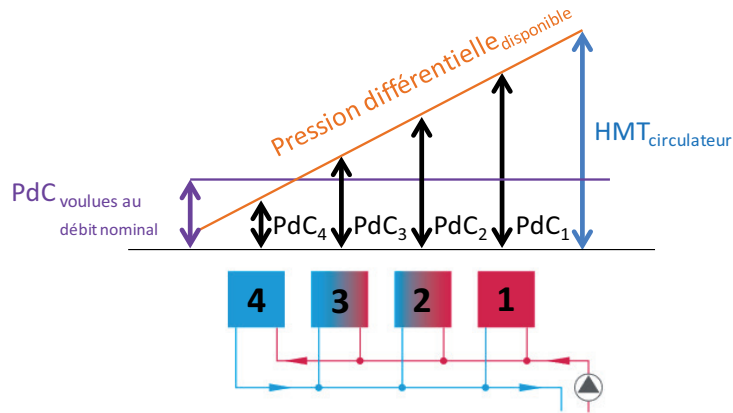 Pression différentielle disponible
HMT circulateur
PdC voulues au
débit nominal
PdC4 PdC3 PdC2 PdC1
4 3 2 1